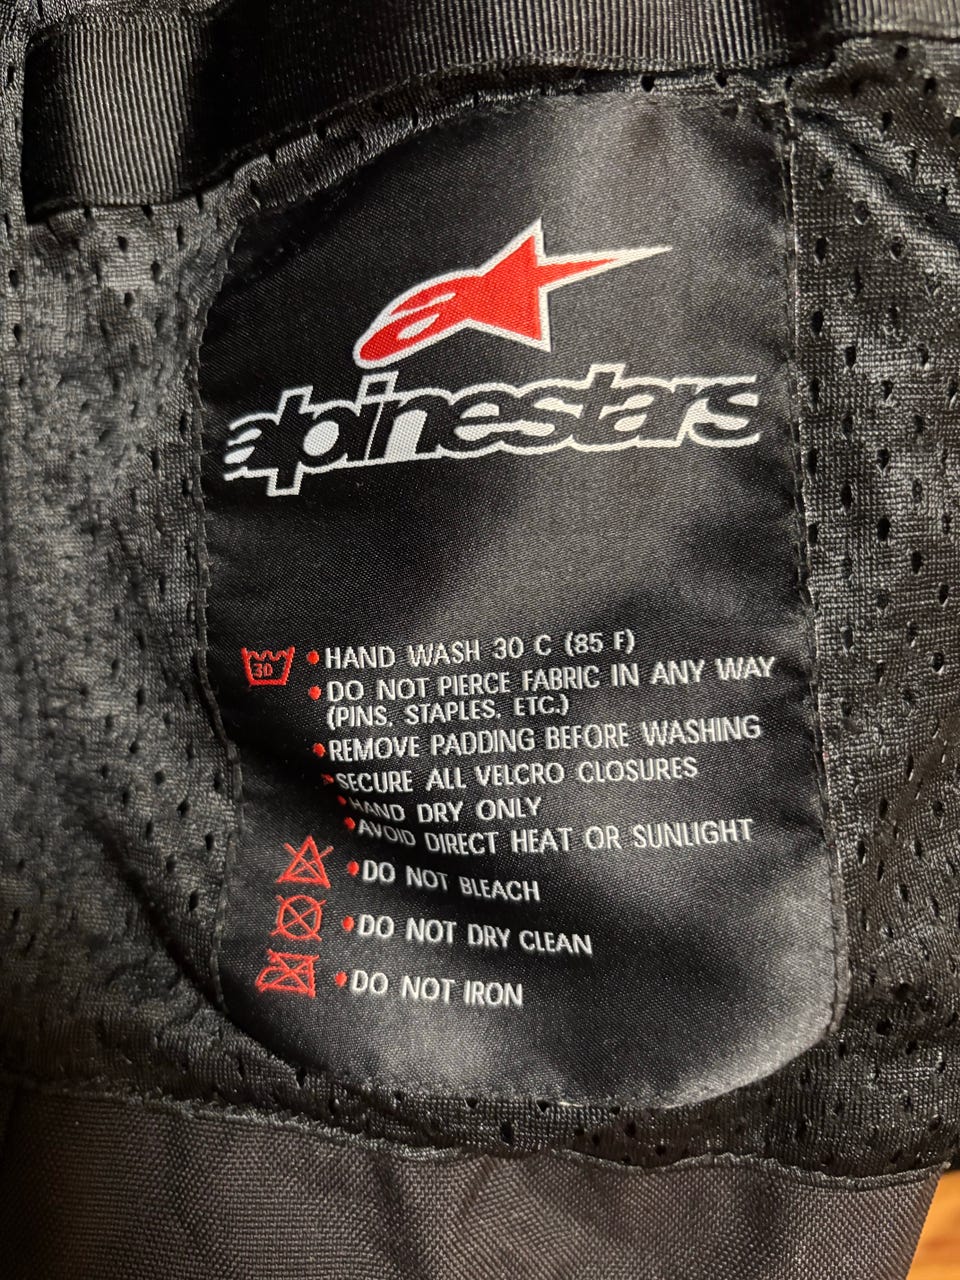 alpinestars
30
•HAND WASH 30 C (85 F)
•DO NOT PIERCE FABRIC IN ANY WAY
(PINS, STAPLES, ETC.)
•REMOVE PADDING BEFORE WASHING
•SECURE ALL VELCRO CLOSURES
•HAND DRY ONLY
•AVOID DIRECT HEAT OR SUNLIGHT
•DO NOT BLEACH
•DO NOT DRY CLEAN
•DO NOT IRON